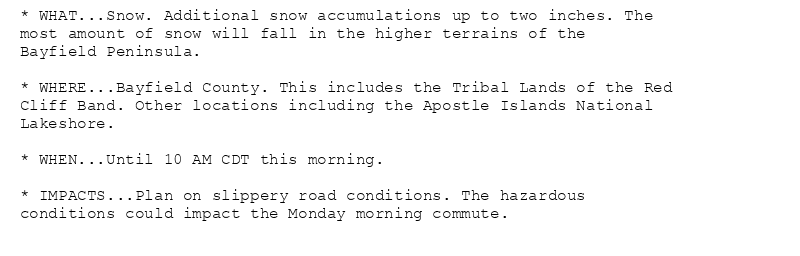 * WHAT...Snow. Additional snow accumulations up to two inches. The
most amount of snow will fall in the higher terrains of the
Bayfield Peninsula.
* WHERE...Bayfield County. This includes the Tribal Lands of the Red
Cliff Band. Other locations including the Apostle Islands National
Lakeshore.
* WHEN...Until 10 AM CDT this morning.
* IMPACTS...Plan on slippery road conditions. The hazardous
conditions could impact the Monday morning commute.